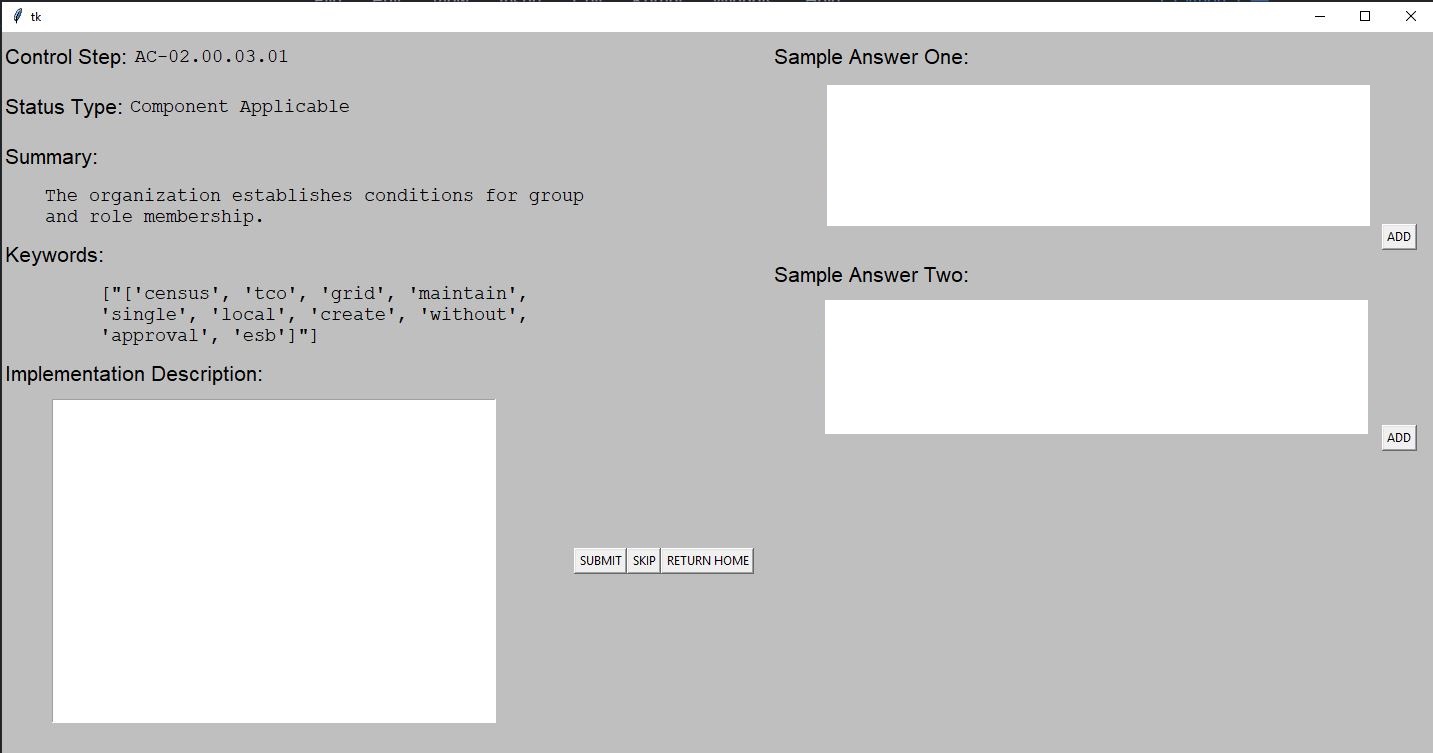 tk
Control Step: AC-02.00.03.01
Status Type: Component Applicable
Summary:
The organization establishes conditions for group
and role membership.
Keywords:
["['census', 'tco', 'grid', 'maintain',
'single', 'local', 'create', 'without',
'approval', 'esb']"]
Implementation Description:
SUBMIT SKIP RETURN HOME
Sample Answer One:
ADD
Sample Answer Two:
ADD